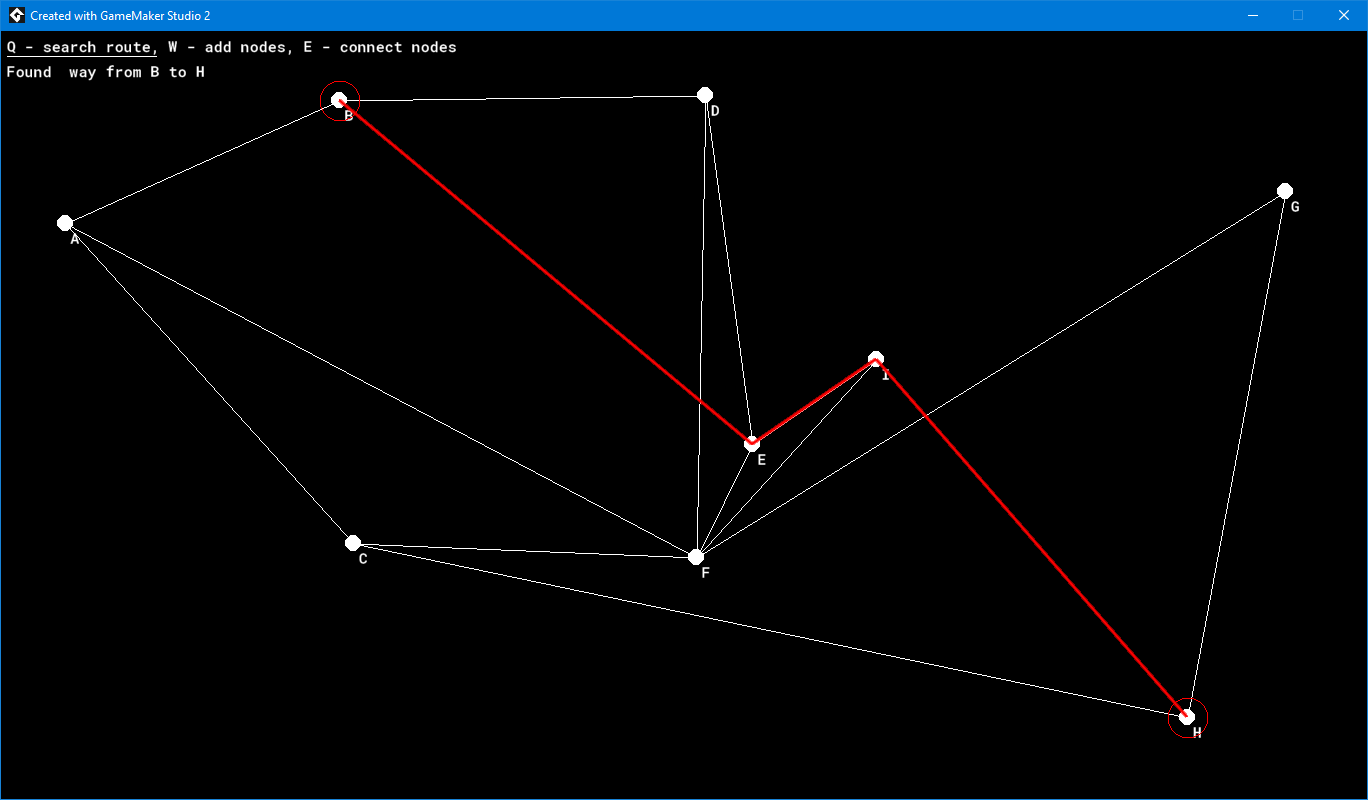 Created with GameMaker Studio 2
Q - search route, W - add nodes, E - connect nodes
Found  way from B to H
B
D
G
A
I
E
C
F
H